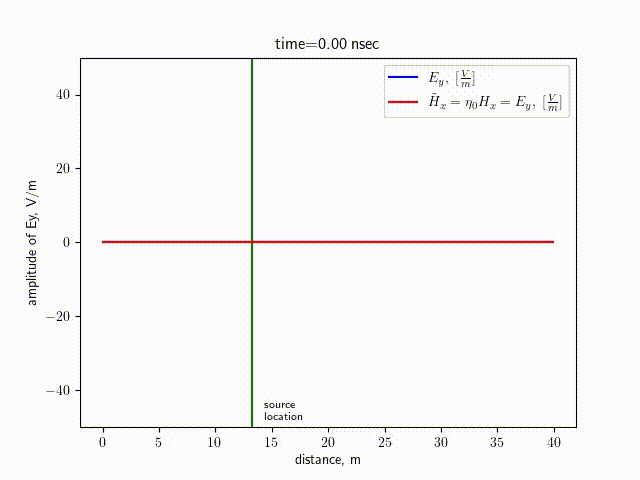 time=0.00 nsec
E_y, [V/m]
H̃_x = η_0H_x = E_y, [V/m]
amplitude of Ey, V/m
40
20
0
−20
−40
source
location
0 5 10 15 20 25 30 35 40
distance, m